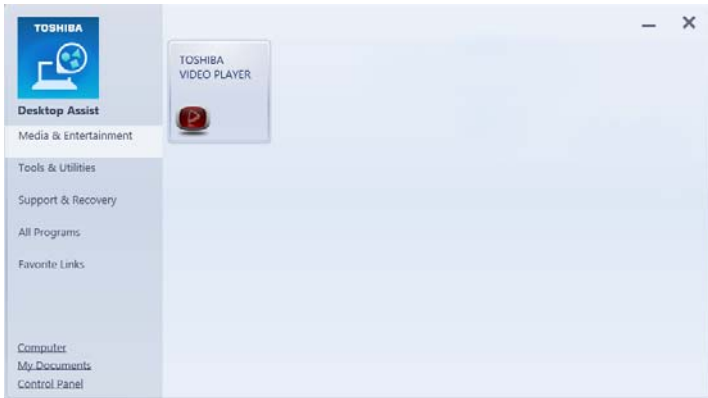 TOSHIBA
Desktop Assist
Media & Entertainment
Tools & Utilities
Support & Recovery
All Programs
Favorite Links
Computer
My Documents
Control Panel
TOSHIBA
VIDEO PLAYER